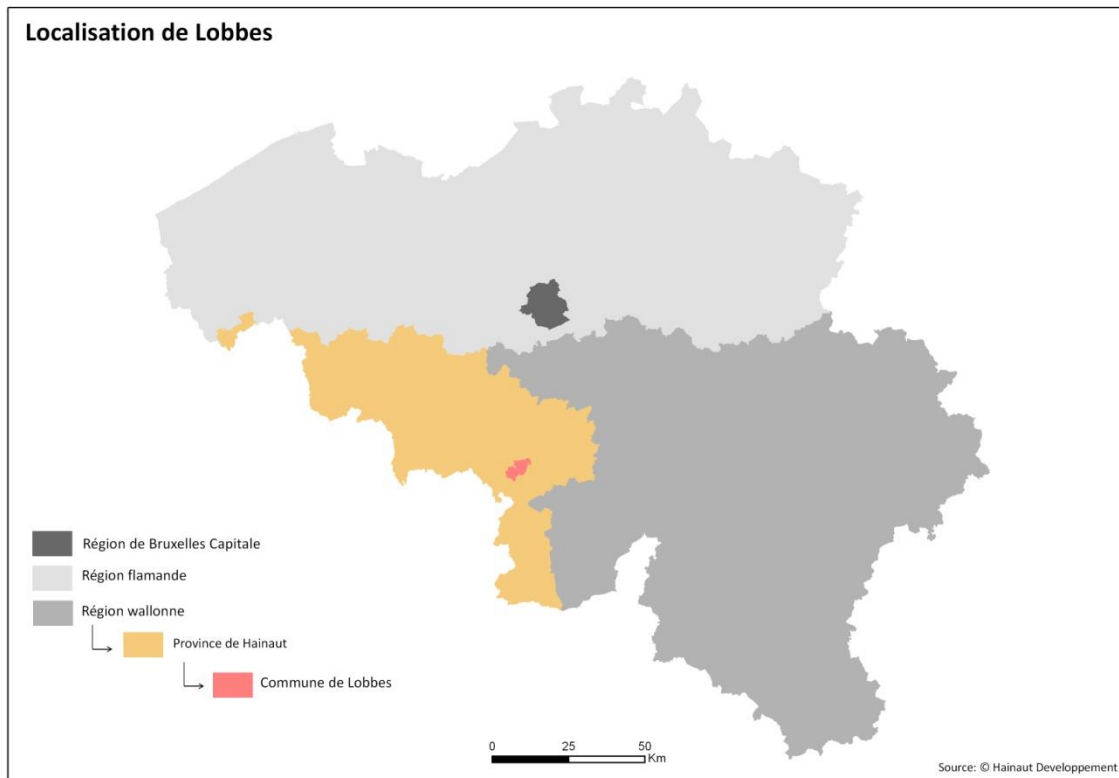 Localisation de Lobbes
Région de Bruxelles Capitale
Région flamande
Région wallonne
Province de Hainaut
Commune de Lobbes
0 25 50
Km
Source: © Hainaut Developpement